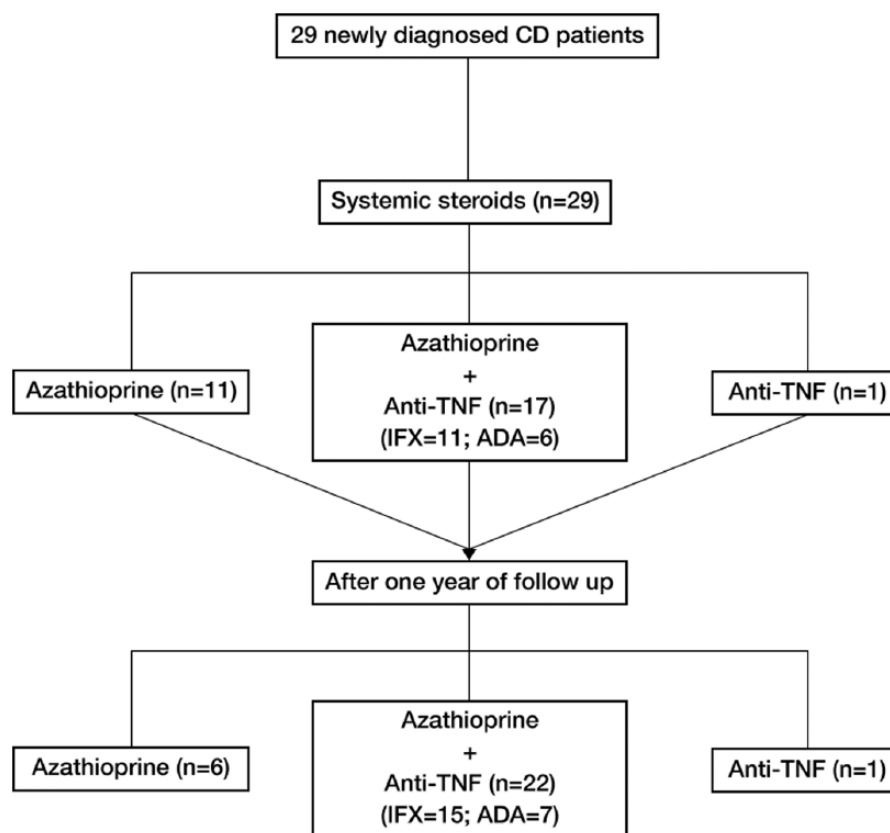 29 newly diagnosed CD patients
Systemic steroids (n=29)
Azathioprine (n=11)
Azathioprine
+
Anti-TNF (n=17)
(IFX=11; ADA=6)
Anti-TNF (n=1)
After one year of follow up
Azathioprine (n=6)
Azathioprine
+
Anti-TNF (n=22)
(IFX=15; ADA=7)
Anti-TNF (n=1)